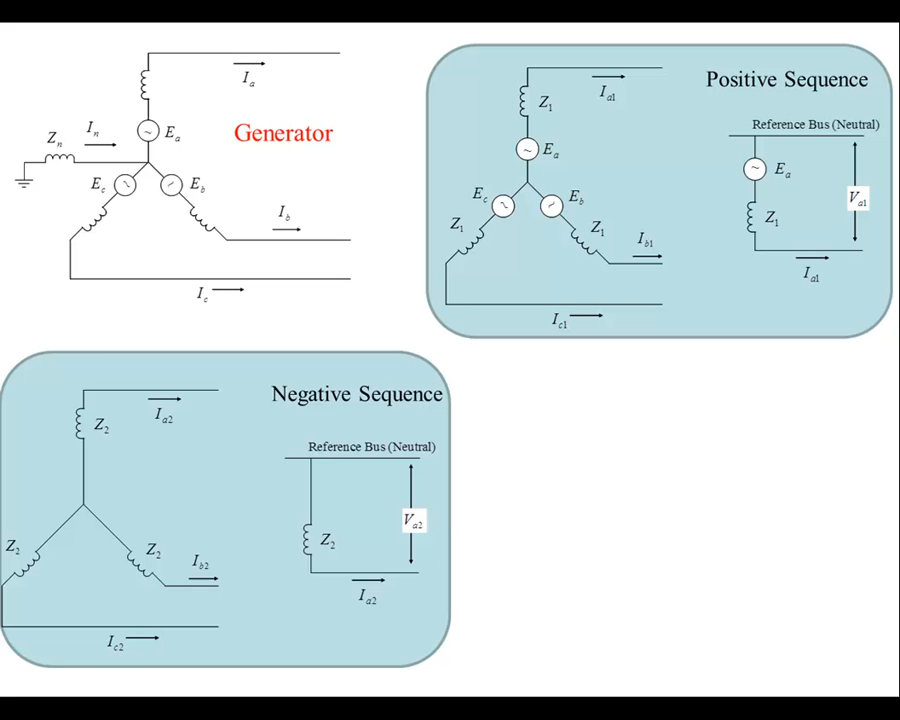 I_a
Z_n
I_n
E_a
Generator
E_c
E_b
I_b
I_c
Positive Sequence
Z_1
I_a1
E_a
E_c
E_b
Z_1
Z_1
I_b1
I_c1
Reference Bus (Neutral)
E_a
V_a1
Z_1
I_a1
Negative Sequence
I_a2
Z_2
Z_2
Z_2
I_b2
I_c2
Reference Bus (Neutral)
V_a2
Z_2
I_a2